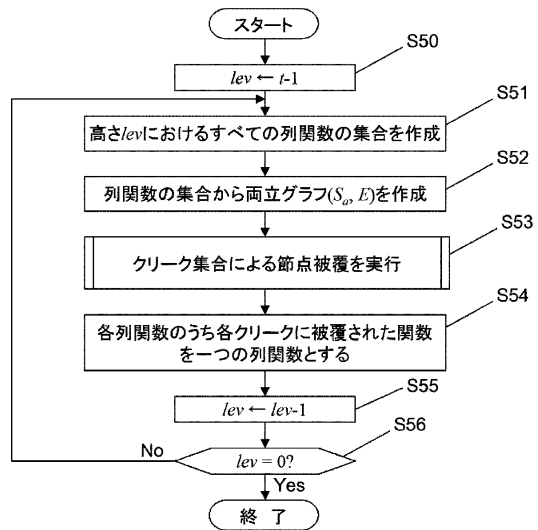 スタート
S50
lev ← t-1
S51
高さlevにおけるすべての列関数の集合を作成
S52
列関数の集合から両立グラフ(Sa, E)を作成
S53
クリーク集合による節点被覆を実行
S54
各列関数のうち各クリークに被覆された関数
を一つの列関数とする
S55
lev ← lev-1
S56
No
lev = 0?
Yes
終 了